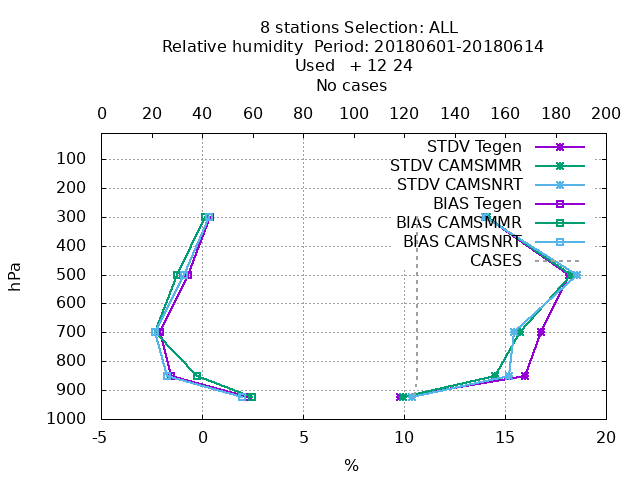 8 stations Selection: ALL
Relative humidity  Period: 20180601-20180614
Used   + 12 24
No cases
0 20 40 60 80 100 120 140 160 180 200
STDV Tegen
STDV CAMSMMR
STDV CAMSNRT
BIAS Tegen
BIAS CAMSMMR
BIAS CAMSNRT
CASES
hPa
100
200
300
400
500
600
700
800
900
1000
-5 0 5 10 15 20
%